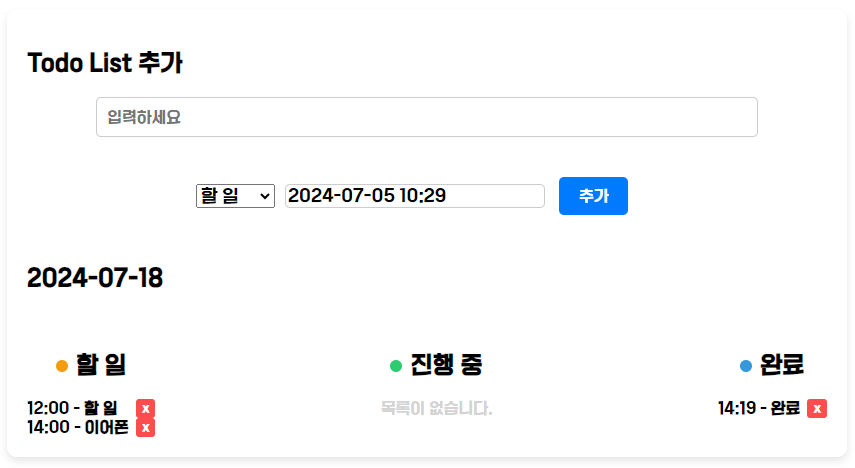 Todo List 추가
입력하세요
할 일 2024-07-05 10:29 추가
2024-07-18
할 일 진행 중 완료
12:00 - 할 일 x 목록이 없습니다. 14:19 - 완료 x
14:00 - 이어폰 x